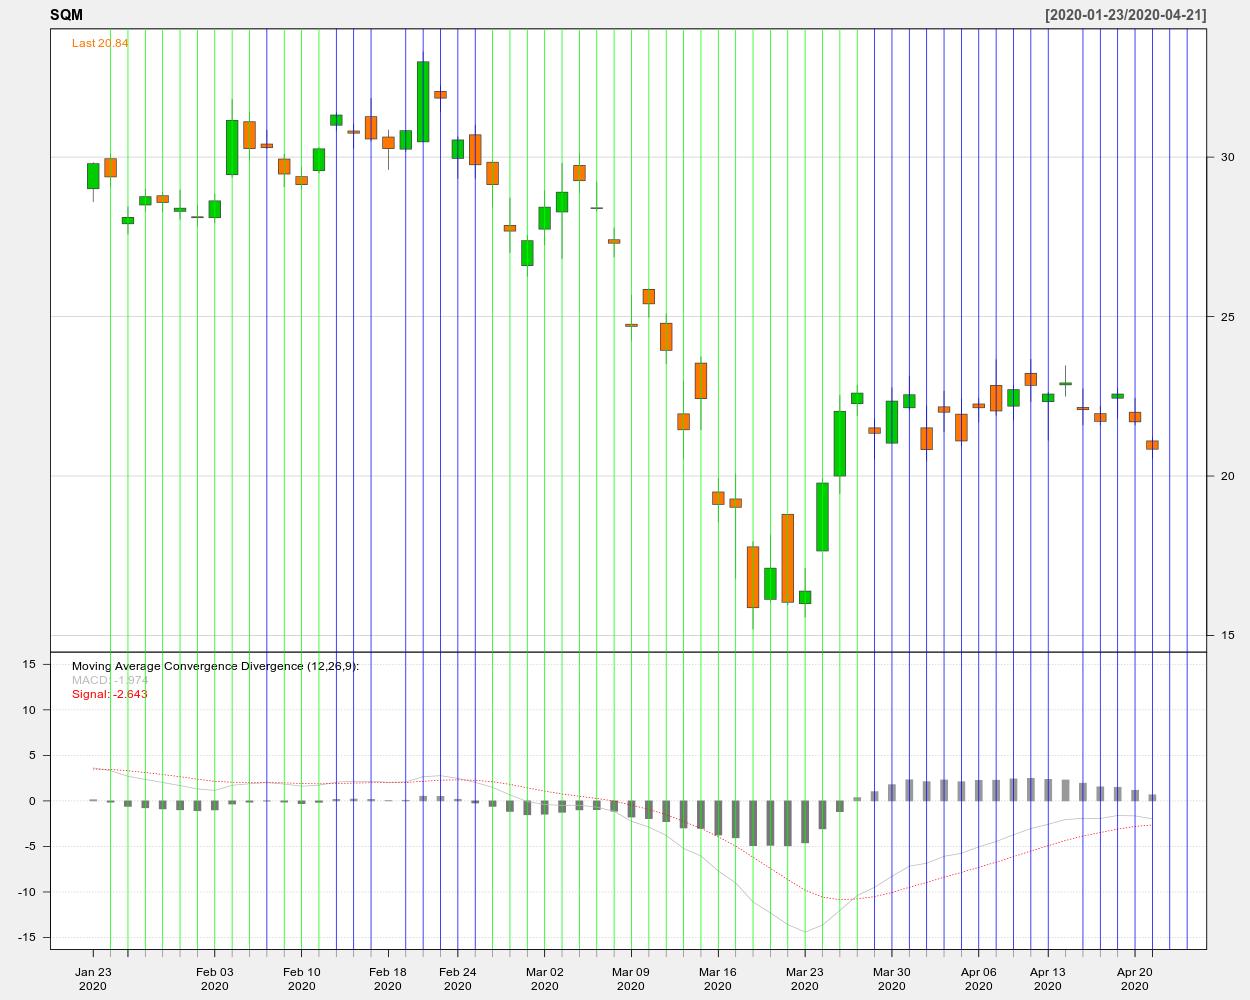 SQM
[2020-01-23/2020-04-21]
Last 20.84
30
25
20
15
Moving Average Convergence Divergence (12,26,9):
MACD: -1.974
Signal: -2.643
15
10
5
0
-5
-10
-15
Jan 23 Feb 03 Feb 10 Feb 18 Feb 24 Mar 02 Mar 09 Mar 16 Mar 23 Mar 30 Apr 06 Apr 13 Apr 20
2020 2020 2020 2020 2020 2020 2020 2020 2020 2020 2020 2020 2020